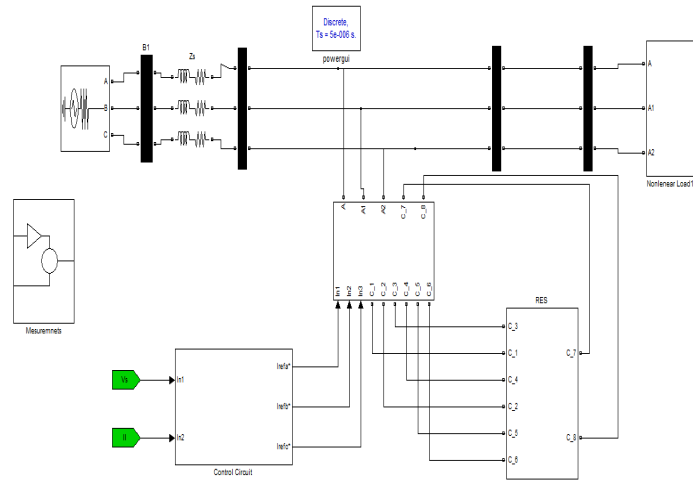 Discrete,
Ts = 5e-006 s.
powergui
B1
Zs
A
B
C
A
A1
A2
Nonlenear Load1
A
A1
A2
C_7
C_8
In1
In2
In3
C_1
C_2
C_3
C_4
C_5
C_6
Mesuremnets
RES
C_3
C_1
C_4
C_2
C_5
C_6
C_7
C_8
Vs
Il
In1
In2
Irefa*
Irefb*
Irefc*
Control Circuit